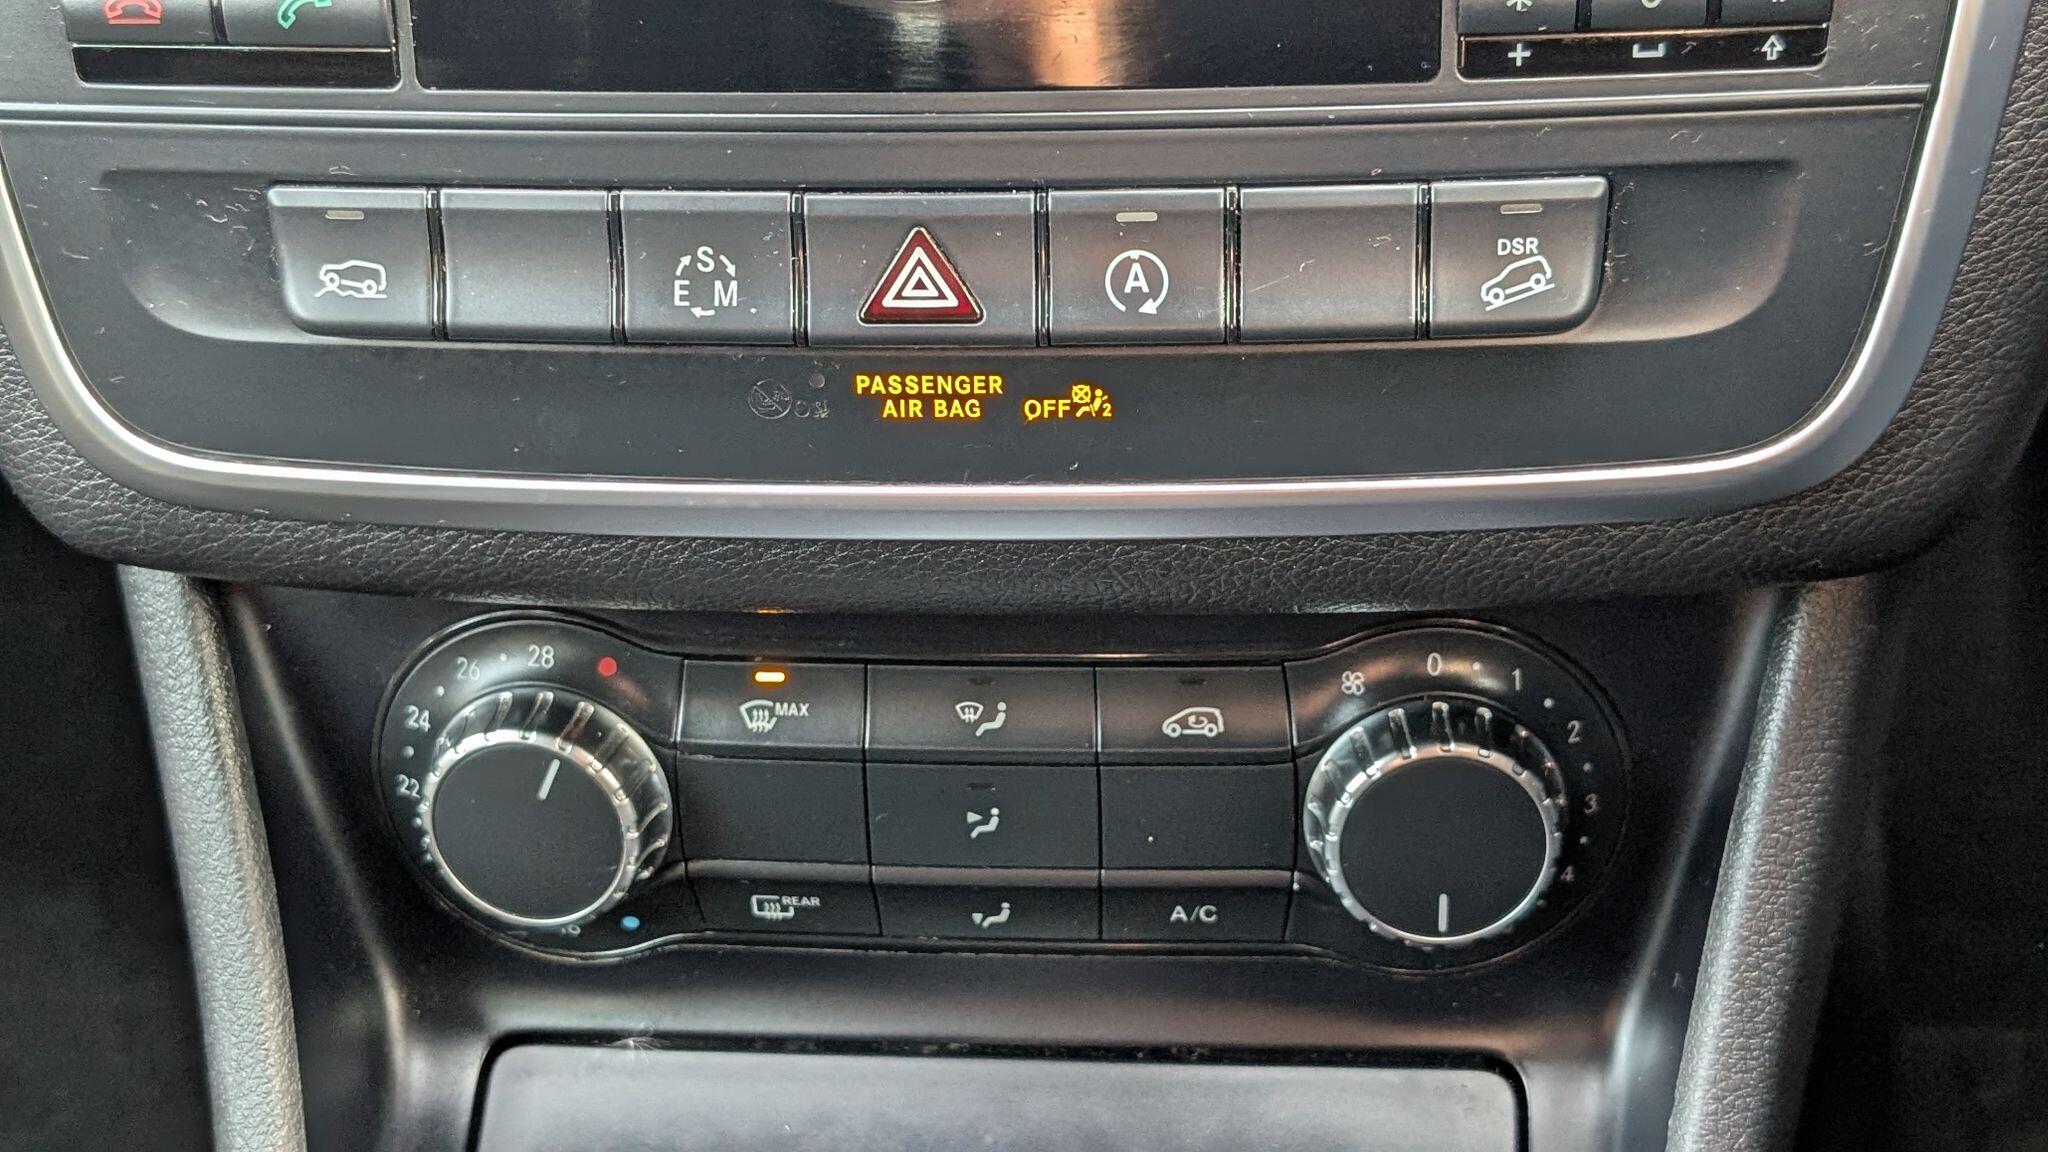 +
S
E M
A
DSR
PASSENGER
AIR BAG
OFF 2
28
26
24
22
MAX
0
1
2
3
4
REAR
A/C